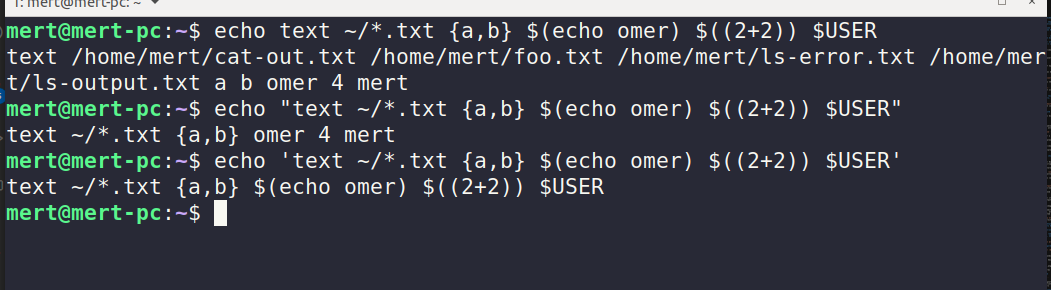 1: mert@mert-pc: ~
mert@mert-pc:~$ echo text ~/*.txt {a,b} $(echo omer) $((2+2)) $USER
text /home/mert/cat-out.txt /home/mert/foo.txt /home/mert/ls-error.txt /home/mer
t/ls-output.txt a b omer 4 mert
mert@mert-pc:~$ echo "text ~/*.txt {a,b} $(echo omer) $((2+2)) $USER"
text ~/*.txt {a,b} omer 4 mert
mert@mert-pc:~$ echo 'text ~/*.txt {a,b} $(echo omer) $((2+2)) $USER'
text ~/*.txt {a,b} $(echo omer) $((2+2)) $USER
mert@mert-pc:~$